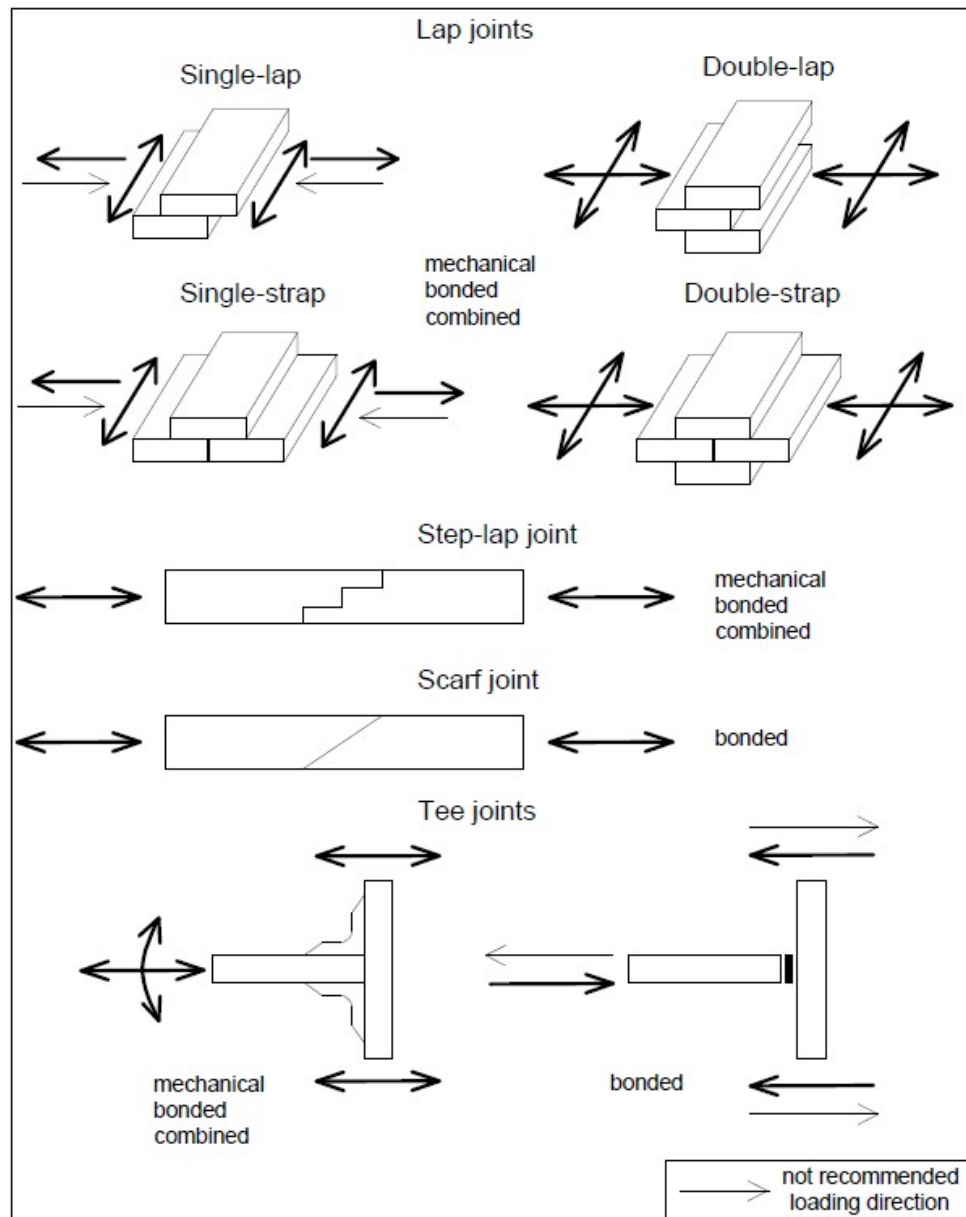 Lap joints
Single-lap
Double-lap
mechanical
bonded
combined
Single-strap
Double-strap
Step-lap joint
mechanical
bonded
combined
Scarf joint
bonded
Tee joints
mechanical
bonded
combined
bonded
not recommended
loading direction